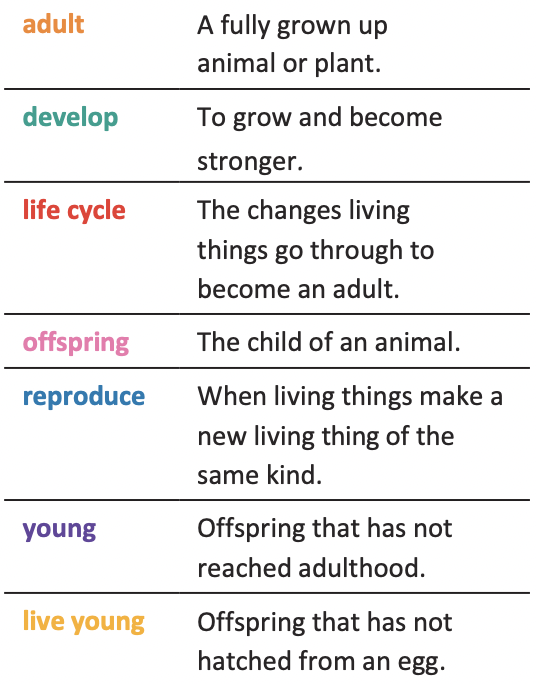 adult A fully grown up
animal or plant.
develop To grow and become
stronger.
life cycle The changes living
things go through to
become an adult.
offspring The child of an animal.
reproduce When living things make a
new living thing of the
same kind.
young Offspring that has not
reached adulthood.
live young Offspring that has not
hatched from an egg.